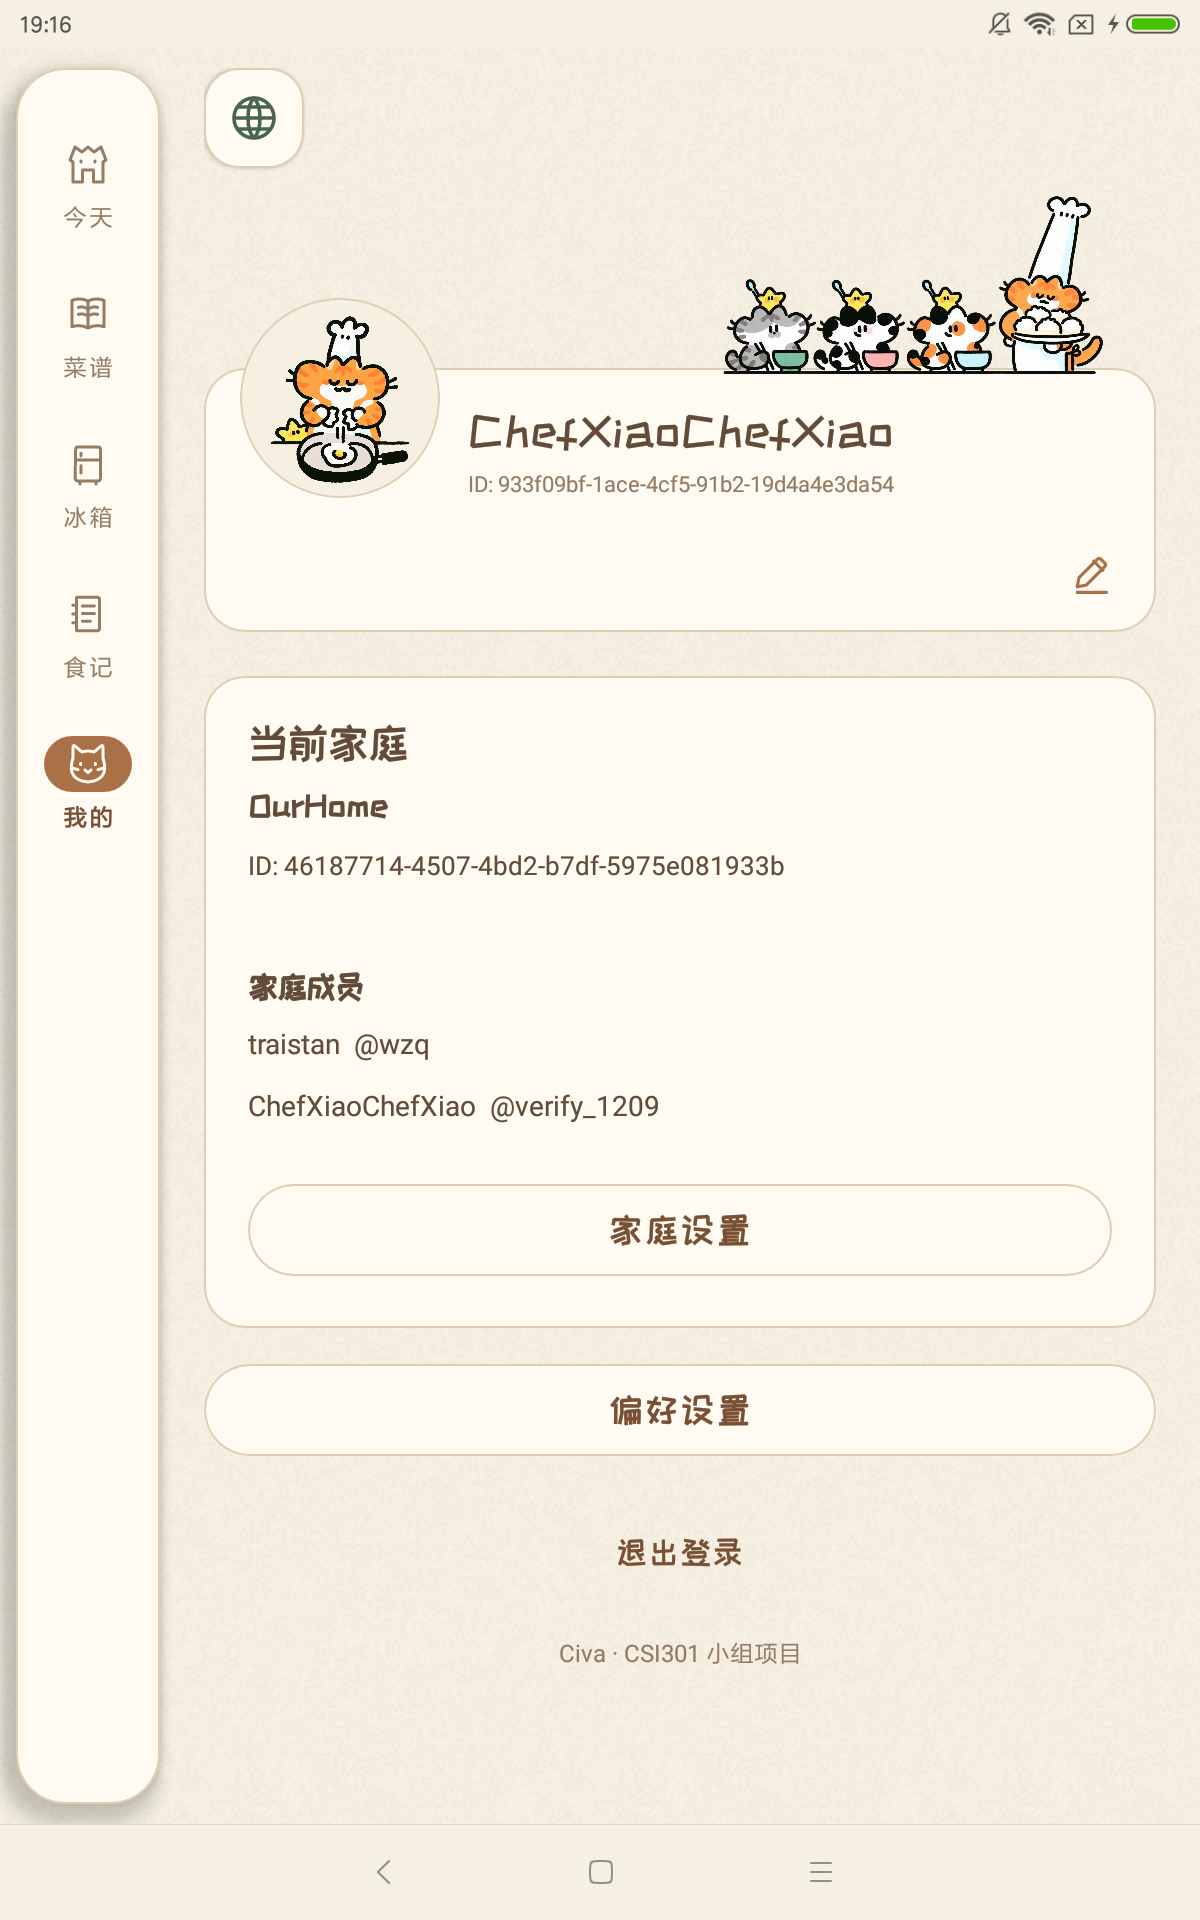 19:16
今天
菜谱
冰箱
食记
我的
ChefXiaoChefXiao
ID: 933f09bf-1ace-4cf5-91b2-19d4a4e3da54
当前家庭
OurHome
ID: 46187714-4507-4bd2-b7df-5975e081933b
家庭成员
traistan @wzq
ChefXiaoChefXiao @verify_1209
家庭设置
偏好设置
退出登录
Civa · CSI301 小组项目